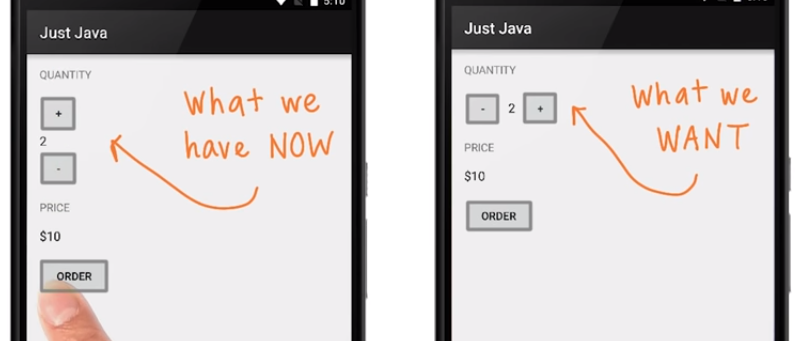 5:10
Just Java
QUANTITY
+
2
-
PRICE
$10
ORDER
What we
have NOW
Just Java
QUANTITY
- 2 +
PRICE
$10
ORDER
What we
WANT